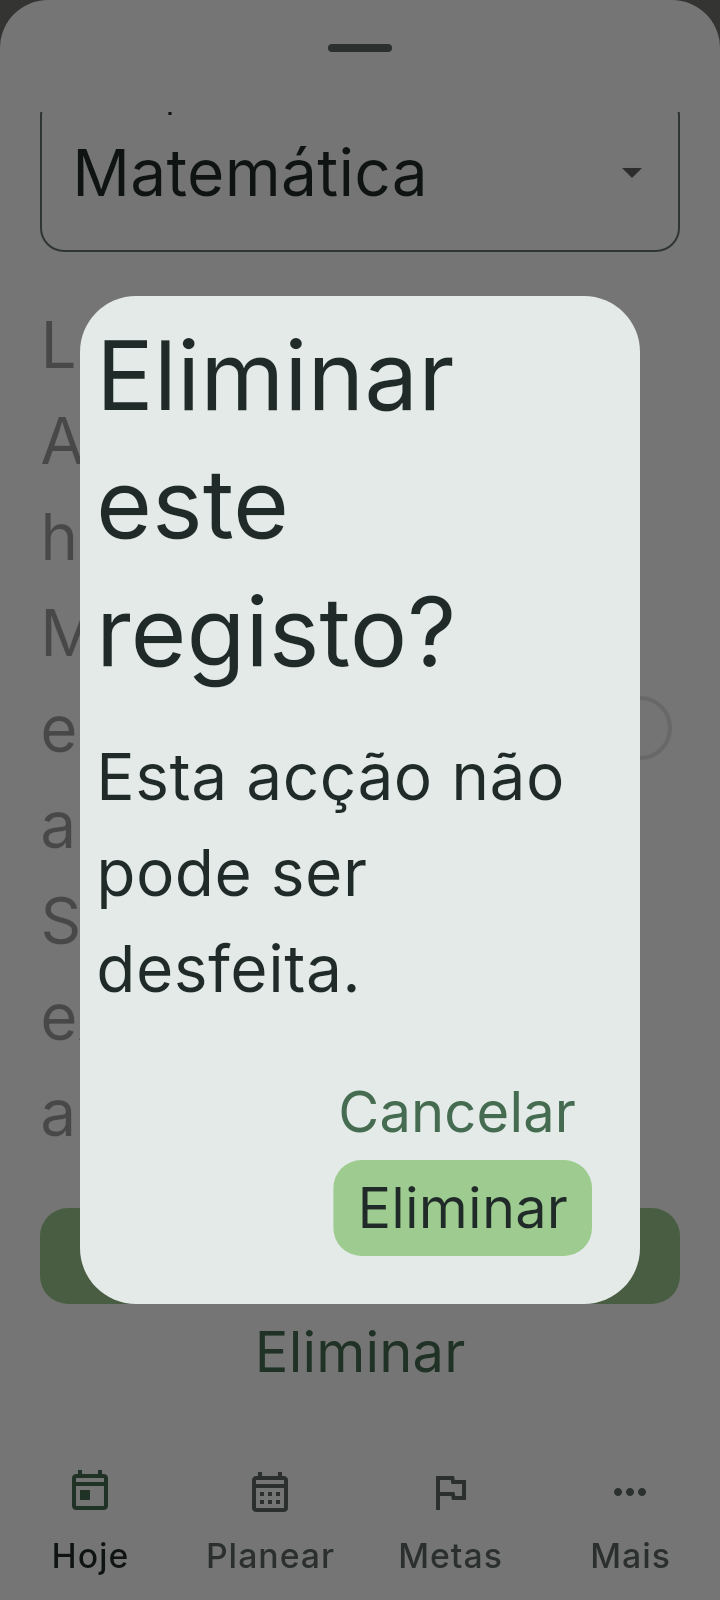 Matemática
Eliminar
este
registo?
Esta acção não
pode ser
desfeita.
Cancelar
Eliminar
Eliminar
Hoje
Planear
Metas
Mais